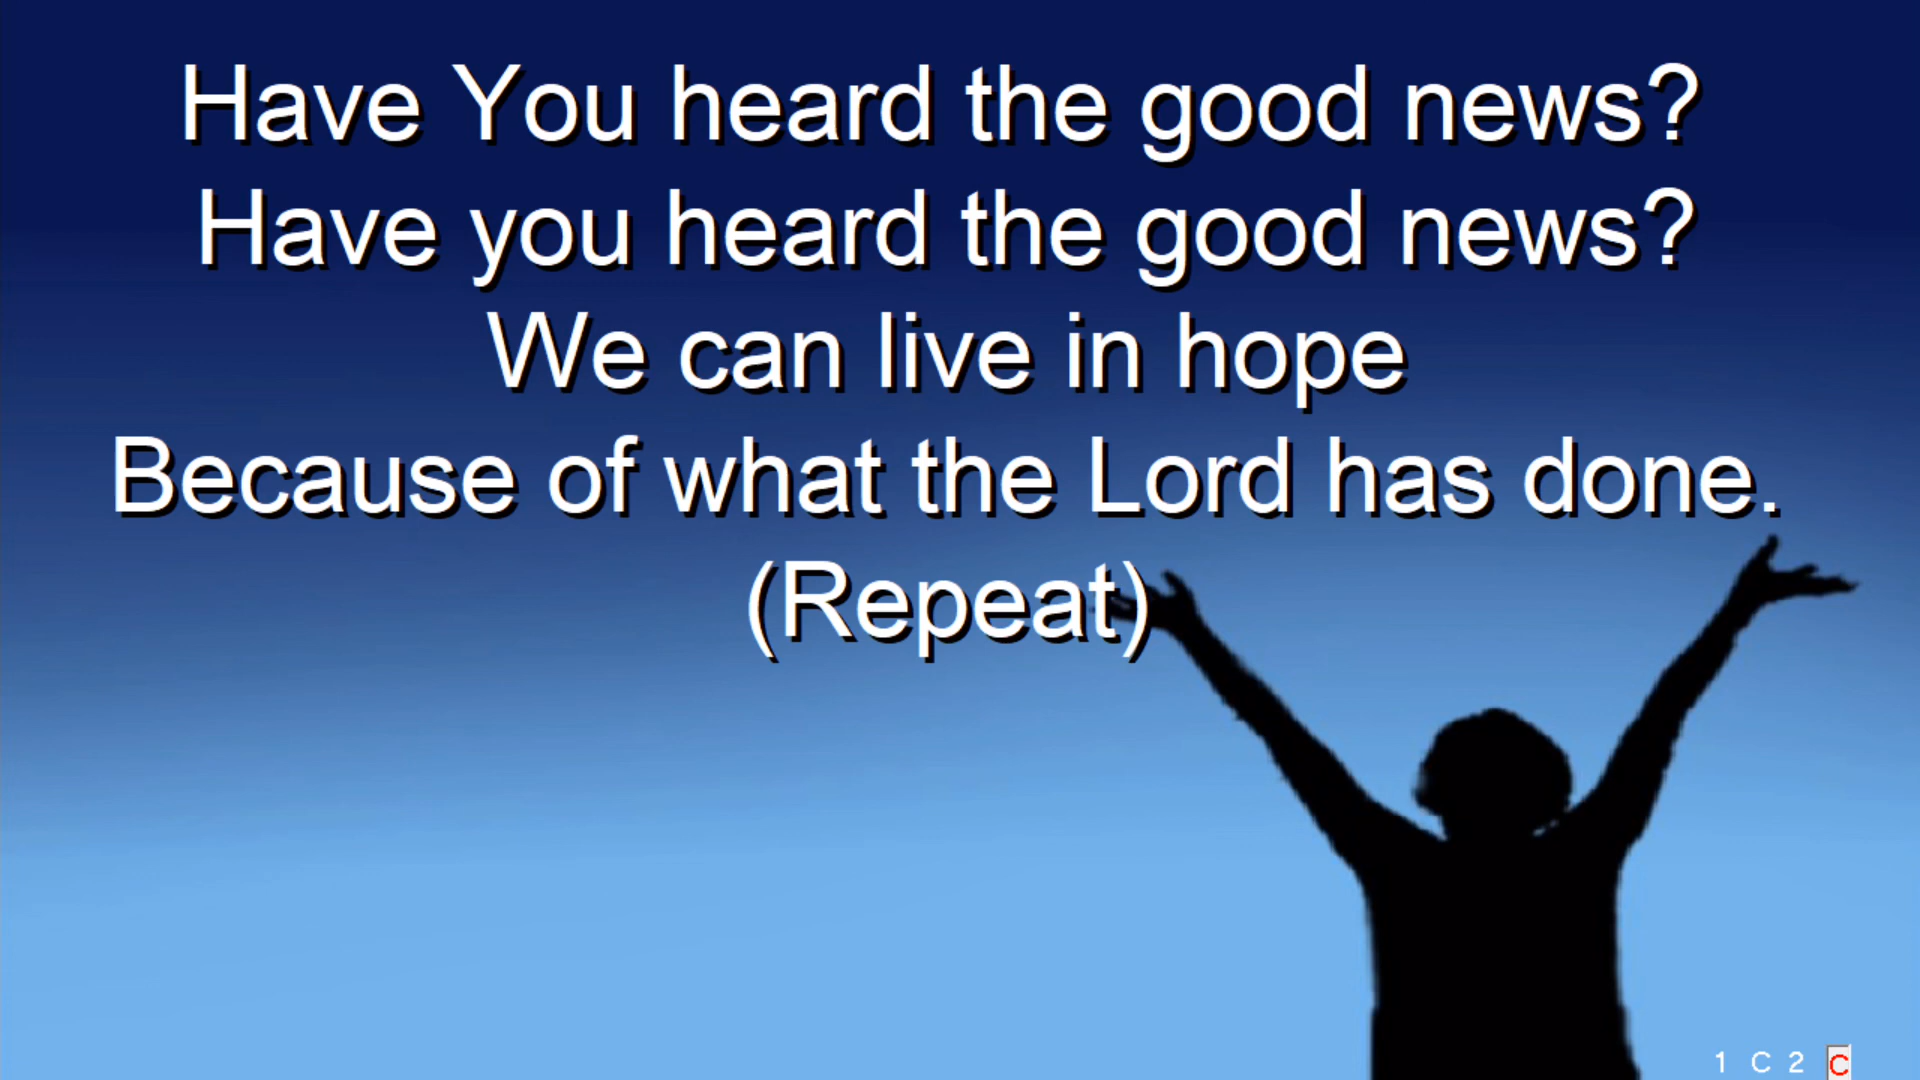 Have You heard the good news?
Have you heard the good news?
We can live in hope
Because of what the Lord has done.
(Repeat)
1 C 2 C